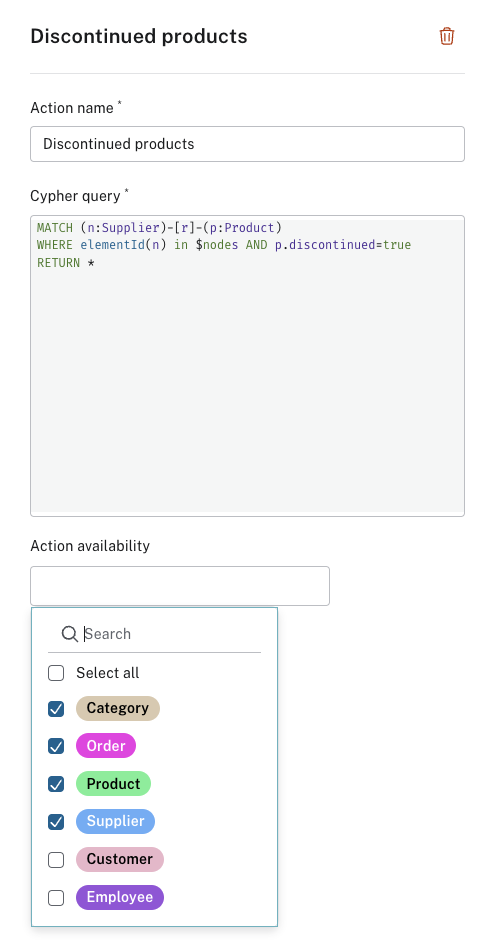 Discontinued products
Action name *
Discontinued products
Cypher query *
MATCH (n:Supplier)-[r]-(p:Product)
WHERE elementId(n) in $nodes AND p.discontinued=true
RETURN *
Action availability
Search
Select all
Category
Order
Product
Supplier
Customer
Employee